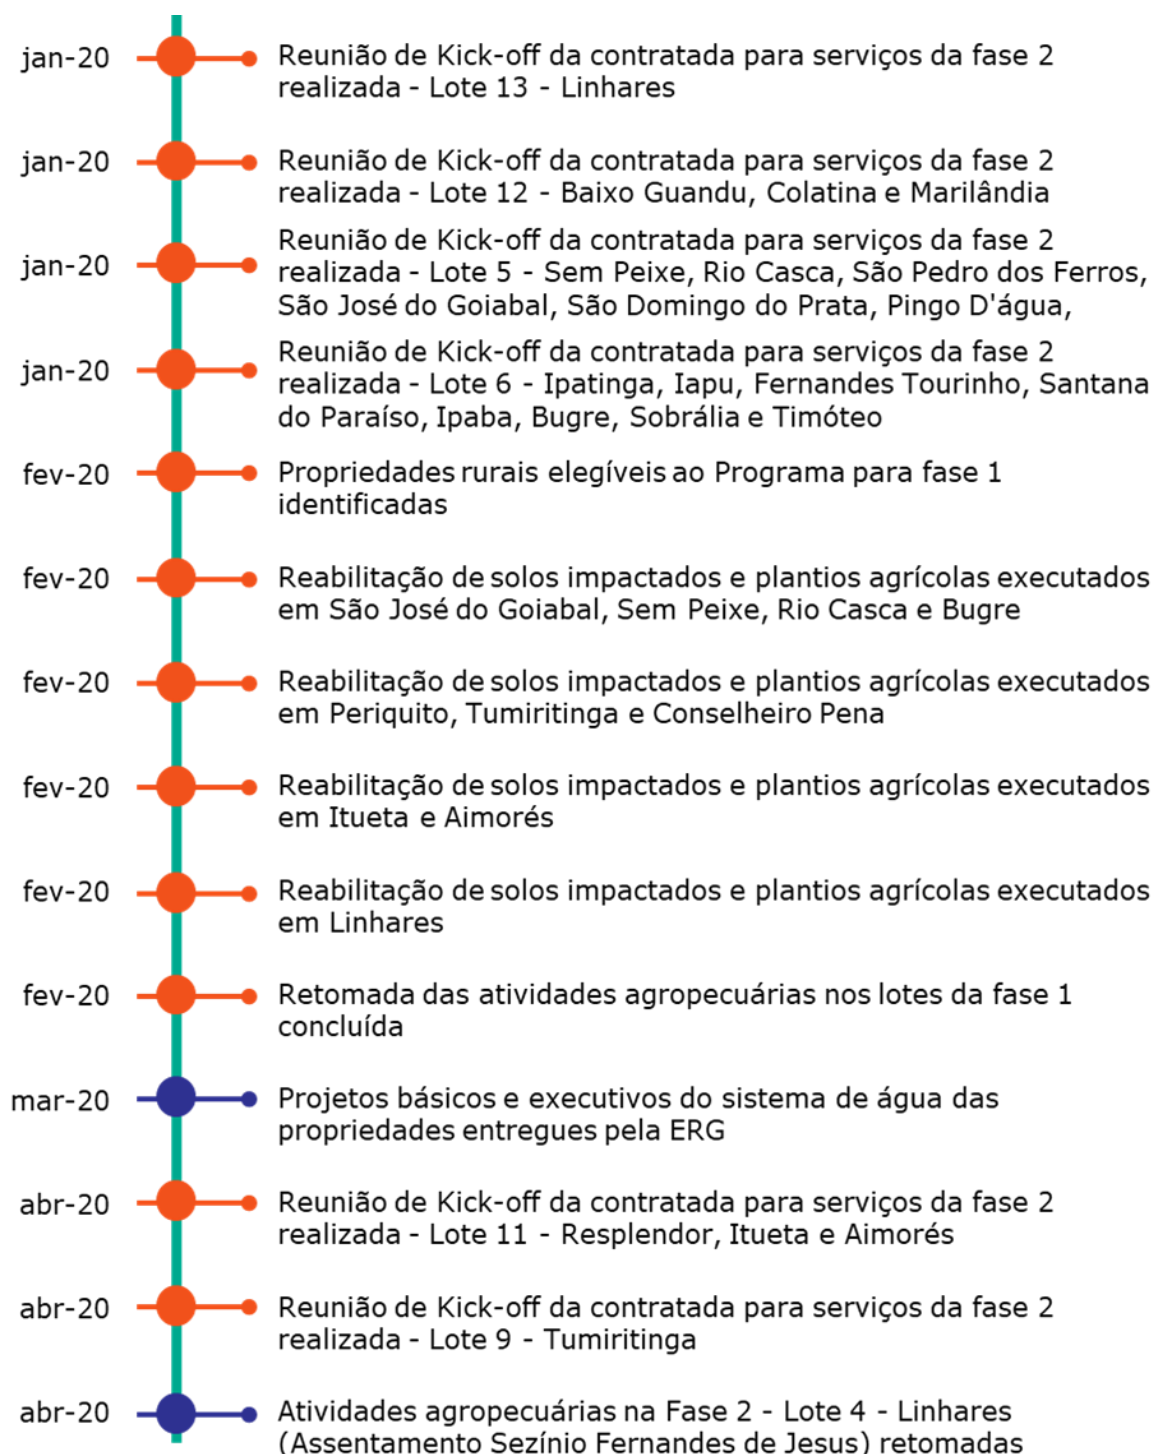 jan-20
Reunião de Kick-off da contratada para serviços da fase 2
realizada - Lote 13 - Linhares
jan-20
Reunião de Kick-off da contratada para serviços da fase 2
realizada - Lote 12 - Baixo Guandu, Colatina e Marilândia
jan-20
Reunião de Kick-off da contratada para serviços da fase 2
realizada - Lote 5 - Sem Peixe, Rio Casca, São Pedro dos Ferros,
São José do Goiabal, São Domingo do Prata, Pingo D'água,
jan-20
Reunião de Kick-off da contratada para serviços da fase 2
realizada - Lote 6 - Ipatinga, Iapu, Fernandes Tourinho, Santana
do Paraíso, Ipaba, Bugre, Sobrália e Timóteo
fev-20
Propriedades rurais elegíveis ao Programa para fase 1
identificadas
fev-20
Reabilitação de solos impactados e plantios agrícolas executados
em São José do Goiabal, Sem Peixe, Rio Casca e Bugre
fev-20
Reabilitação de solos impactados e plantios agrícolas executados
em Periquito, Tumiritinga e Conselheiro Pena
fev-20
Reabilitação de solos impactados e plantios agrícolas executados
em Itueta e Aimorés
fev-20
Reabilitação de solos impactados e plantios agrícolas executados
em Linhares
fev-20
Retomada das atividades agropecuárias nos lotes da fase 1
concluída
mar-20
Projetos básicos e executivos do sistema de água das
propriedades entregues pela ERG
abr-20
Reunião de Kick-off da contratada para serviços da fase 2
realizada - Lote 11 - Resplendor, Itueta e Aimorés
abr-20
Reunião de Kick-off da contratada para serviços da fase 2
realizada - Lote 9 - Tumiritinga
abr-20
Atividades agropecuárias na Fase 2 - Lote 4 - Linhares
(Assentamento Sezínio Fernandes de Jesus) retomadas